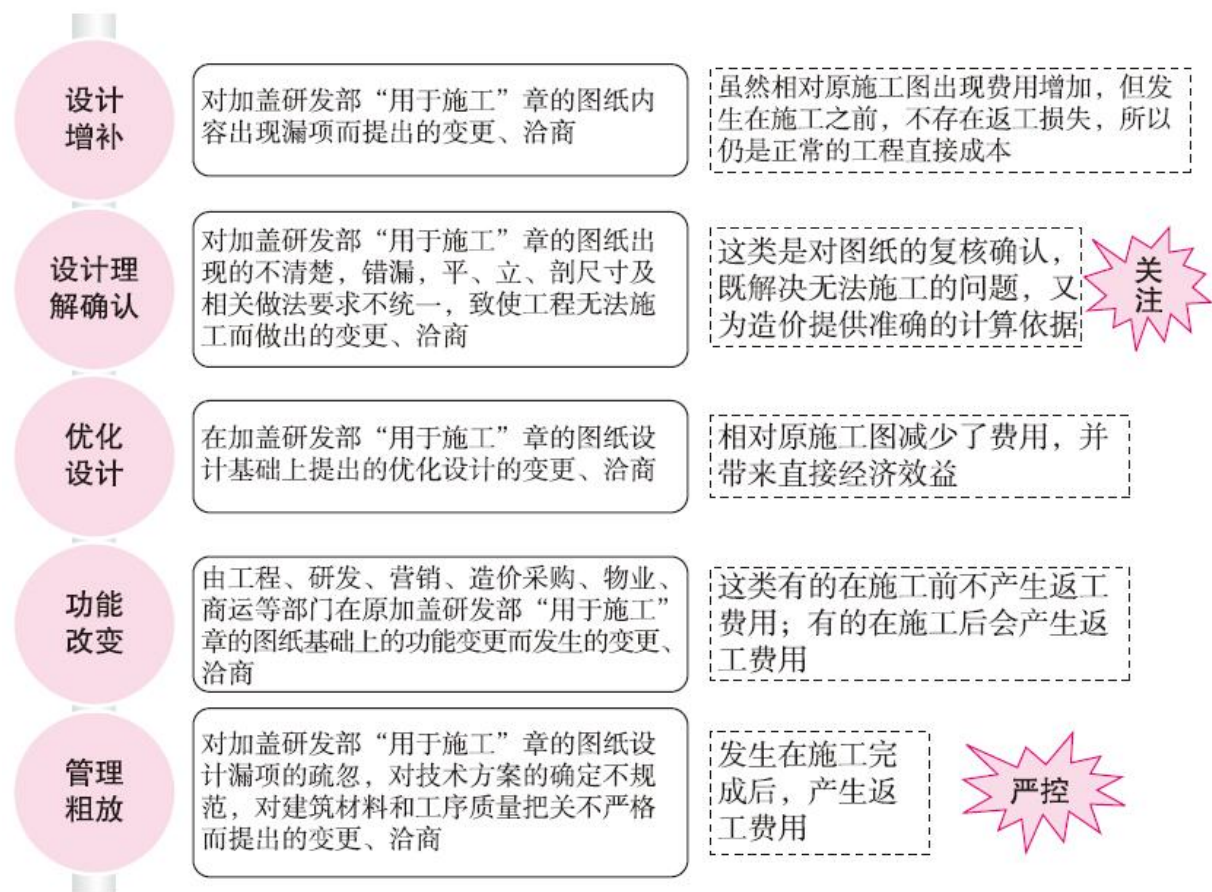 设计
增补
对加盖研发部“用于施工”章的图纸内
容出现漏项而提出的变更、洽商
虽然相对原施工图出现费用增加，但发
生在施工之前，不存在返工损失，所以
仍是正常的工程直接成本
设计理
解确认
对加盖研发部“用于施工”章的图纸出
现的不清楚，错漏，平、立、剖尺寸及
相关做法要求不统一，致使工程无法施
工而做出的变更、洽商
这类是对图纸的复核确认，
既解决无法施工的问题，又
为造价提供准确的计算依据
关
注
优化
设计
在加盖研发部“用于施工”章的图纸设
计基础上提出的优化设计的变更、洽商
相对原施工图减少了费用，并
带来直接经济效益
功能
改变
由工程、研发、营销、造价采购、物业、
商运等部门在原加盖研发部“用于施工”
章的图纸基础上的功能变更而发生的变更、
洽商
这类有的在施工前不产生返工
费用；有的在施工后会产生返
工费用
管理
粗放
对加盖研发部“用于施工”章的图纸设
计漏项的疏忽，对技术方案的确定不规
范，对建筑材料和工序质量把关不严格
而提出的变更、洽商
发生在施工完
成后，产生返
工费用
严控